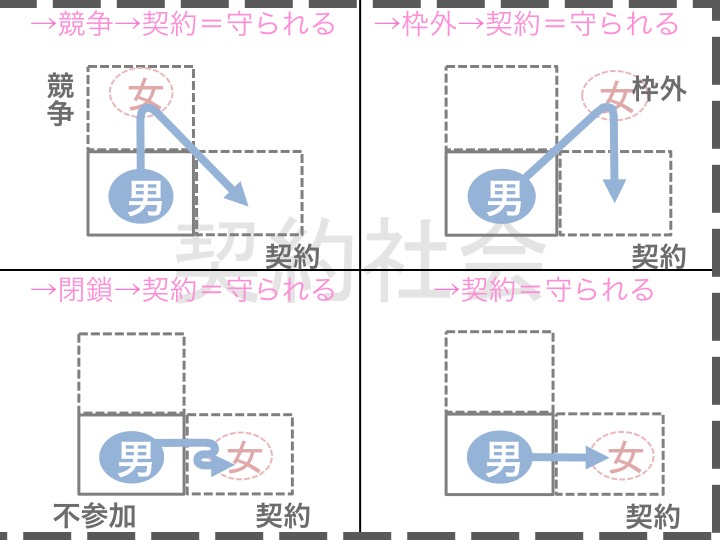 →競争→契約＝守られる
競争
女
男
契約
→枠外→契約＝守られる
女
枠外
男
契約
契約社会
→閉鎖→契約＝守られる
男
女
不参加
契約
→契約＝守られる
男
女
契約